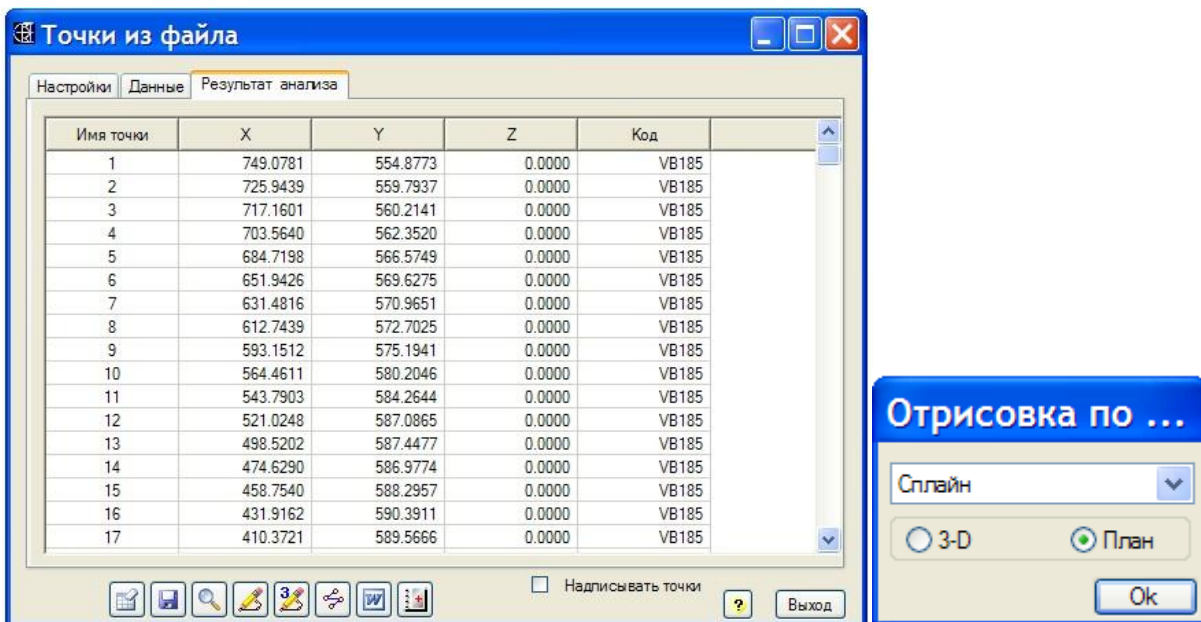 Точки из файла
Настройки Данные Результат анализа
Имя точки X Y Z Код
1 749.0781 554.8773 0.0000 VB185
2 725.9439 559.7937 0.0000 VB185
3 717.1601 560.2141 0.0000 VB185
4 703.5640 562.3520 0.0000 VB185
5 684.7198 566.5749 0.0000 VB185
6 651.9426 569.6275 0.0000 VB185
7 631.4816 570.9651 0.0000 VB185
8 612.7439 572.7025 0.0000 VB185
9 593.1512 575.1941 0.0000 VB185
10 564.4611 580.2046 0.0000 VB185
11 543.7903 584.2644 0.0000 VB185
12 521.0248 587.0865 0.0000 VB185
13 498.5202 587.4477 0.0000 VB185
14 474.6290 586.9774 0.0000 VB185
15 458.7540 588.2957 0.0000 VB185
16 431.9162 590.3911 0.0000 VB185
17 410.3721 589.5666 0.0000 VB185
3 W Надписывать точки ? Выход
Отрисовка по ...
Сплайн
3-D План
Ok